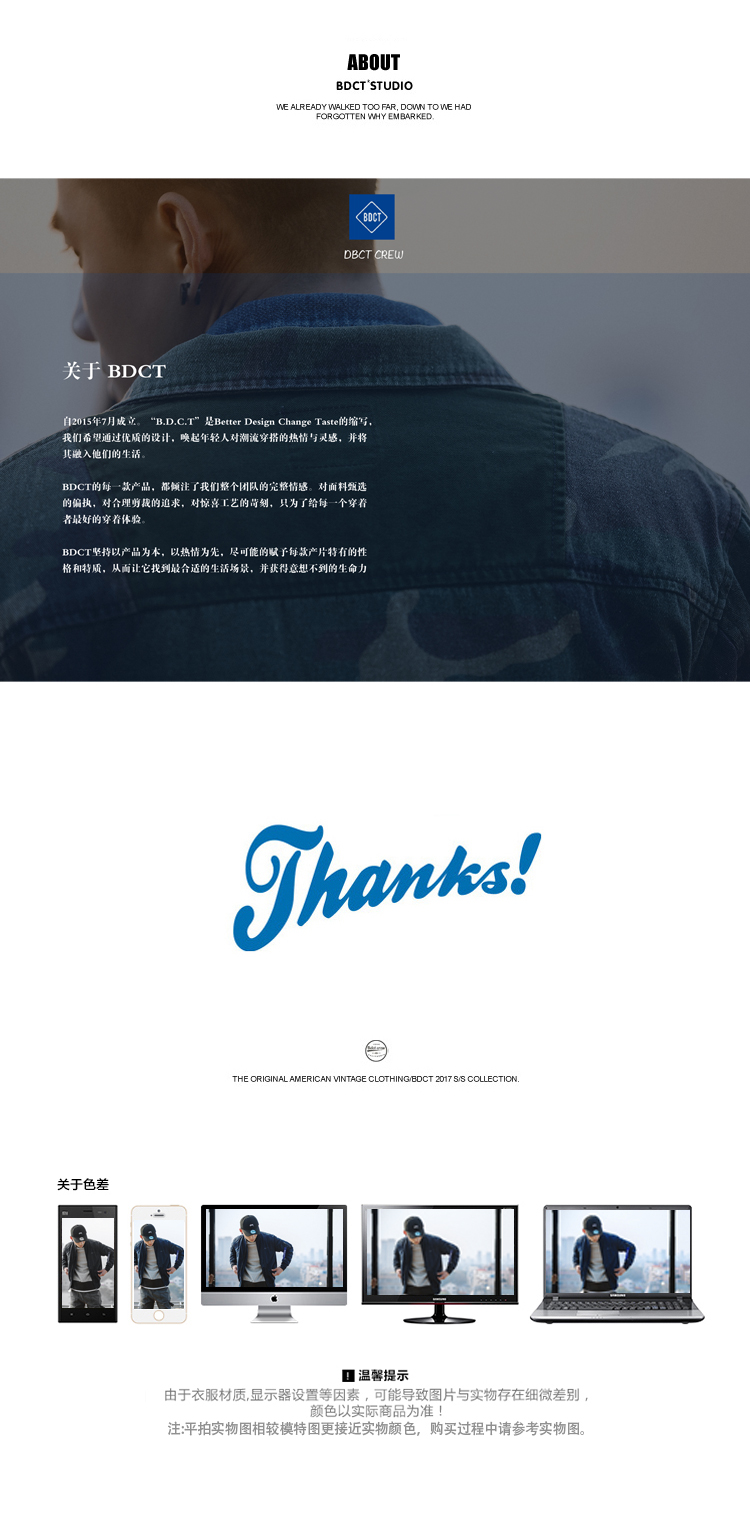 ABOUT
BDCT'STUDIO
WE ALREADY WALKED TOO FAR, DOWN TO WE HAD
FORGOTTEN WHY EMBARKED.
BDCT
DBCT CREW
关于 BDCT
自2015年7月成立。“B.D.C.T”是Better Design Change Taste的缩写，
我们希望通过优质的设计，唤起年轻人对潮流穿搭的热情与灵感，并将
其融入他们的生活。
BDCT的每一款产品，都倾注了我们整个团队的完整情感。对面料甄选
的偏执，对合理剪裁的追求，对惊喜工艺的苛刻，只为了给每一个穿着
者最好的穿着体验。
BDCT坚持以产品为本，以热情为先，尽可能的赋予每款产片特有的性
格和特质，从而让它找到最合适的生活场景，并获得意想不到的生命力
Thanks!
THE ORIGINAL AMERICAN VINTAGE CLOTHING/BDCT 2017 S/S COLLECTION.
关于色差
SAMSUNG
SAMSUNG
! 温馨提示
由于衣服材质,显示器设置等因素，可能导致图片与实物存在细微差别，
颜色以实际商品为准！
注:平拍实物图相较模特图更接近实物颜色，购买过程中请参考实物图。